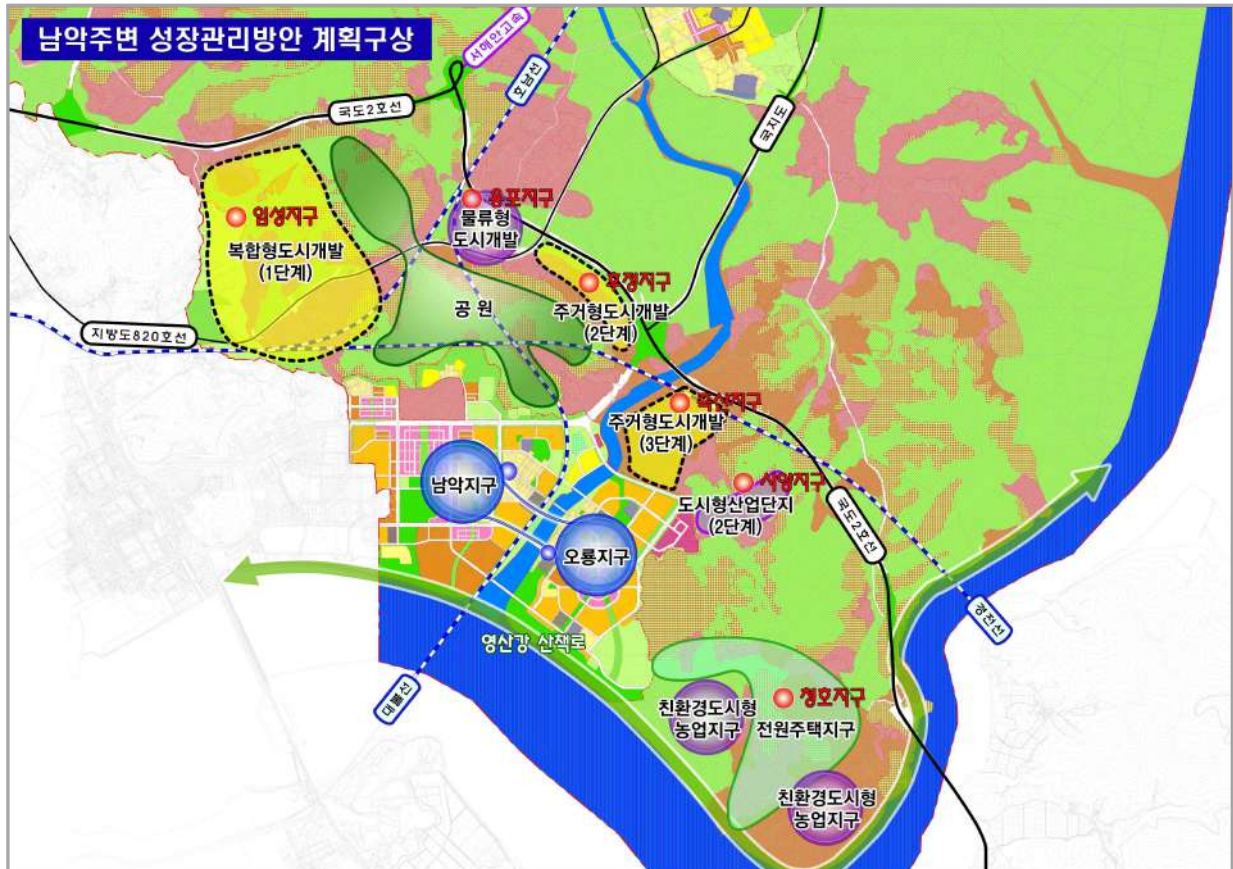 남악주변 성장관리방안 계획구상
서해안고속
호남선
국도2호선
국지도
임성지구
복합형도시개발
(1단계)
용포지구
물류형
도시개발
후정지구
주거형도시개발
(2단계)
공 원
지방도820호선
주거형도시개발
(3단계)
남악지구
도시형산업단지
(2단계)
국도2호선
오룡지구
경전선
영산강 산책로
대불선
청호지구
친환경도시형
농업지구
전원주택지구
친환경도시형
농업지구